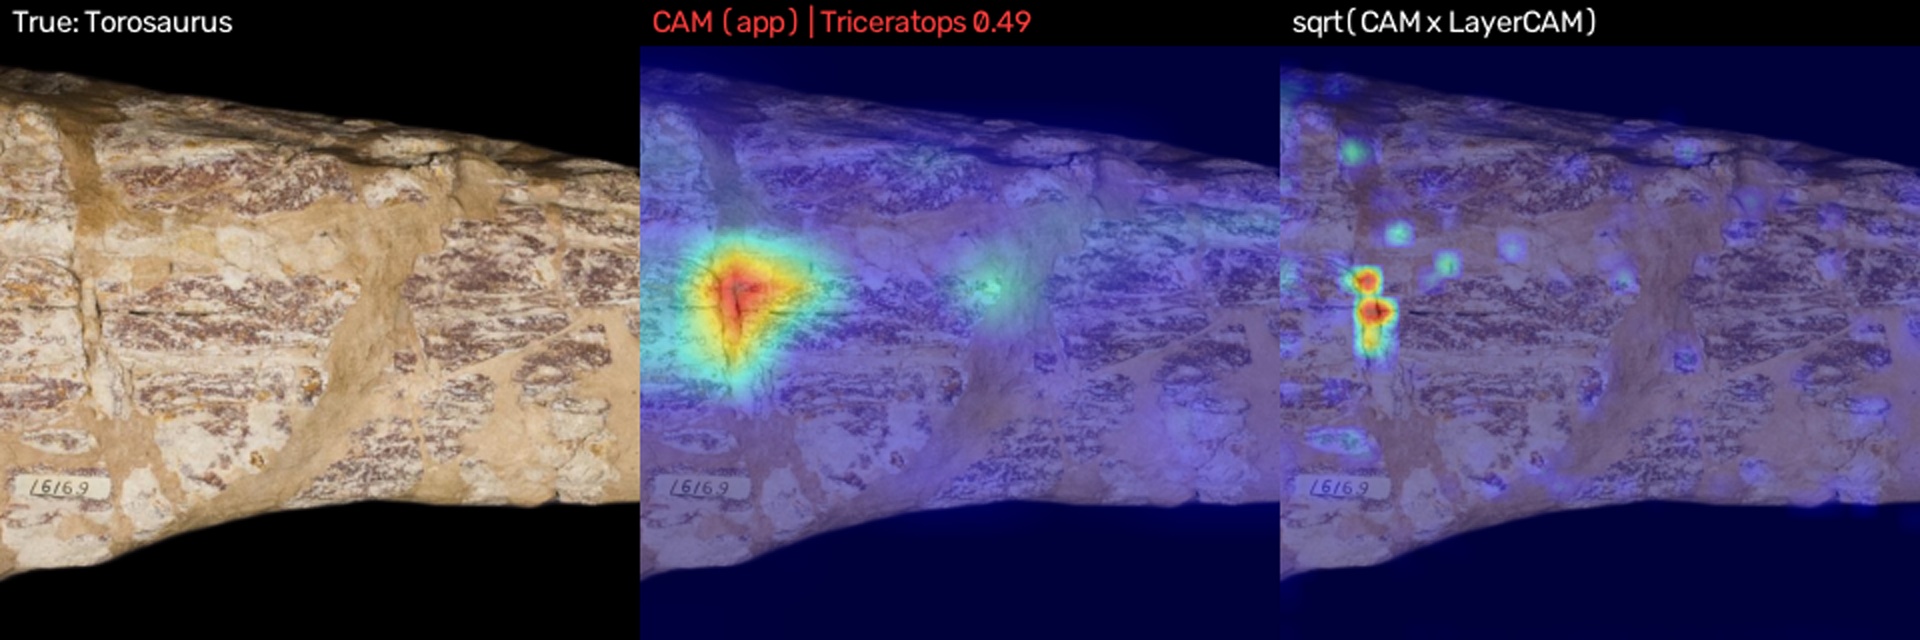 True: Torosaurus
CAM (app) | Triceratops 0.49
sqrt(CAM x LayerCAM)
16169
16169
16169